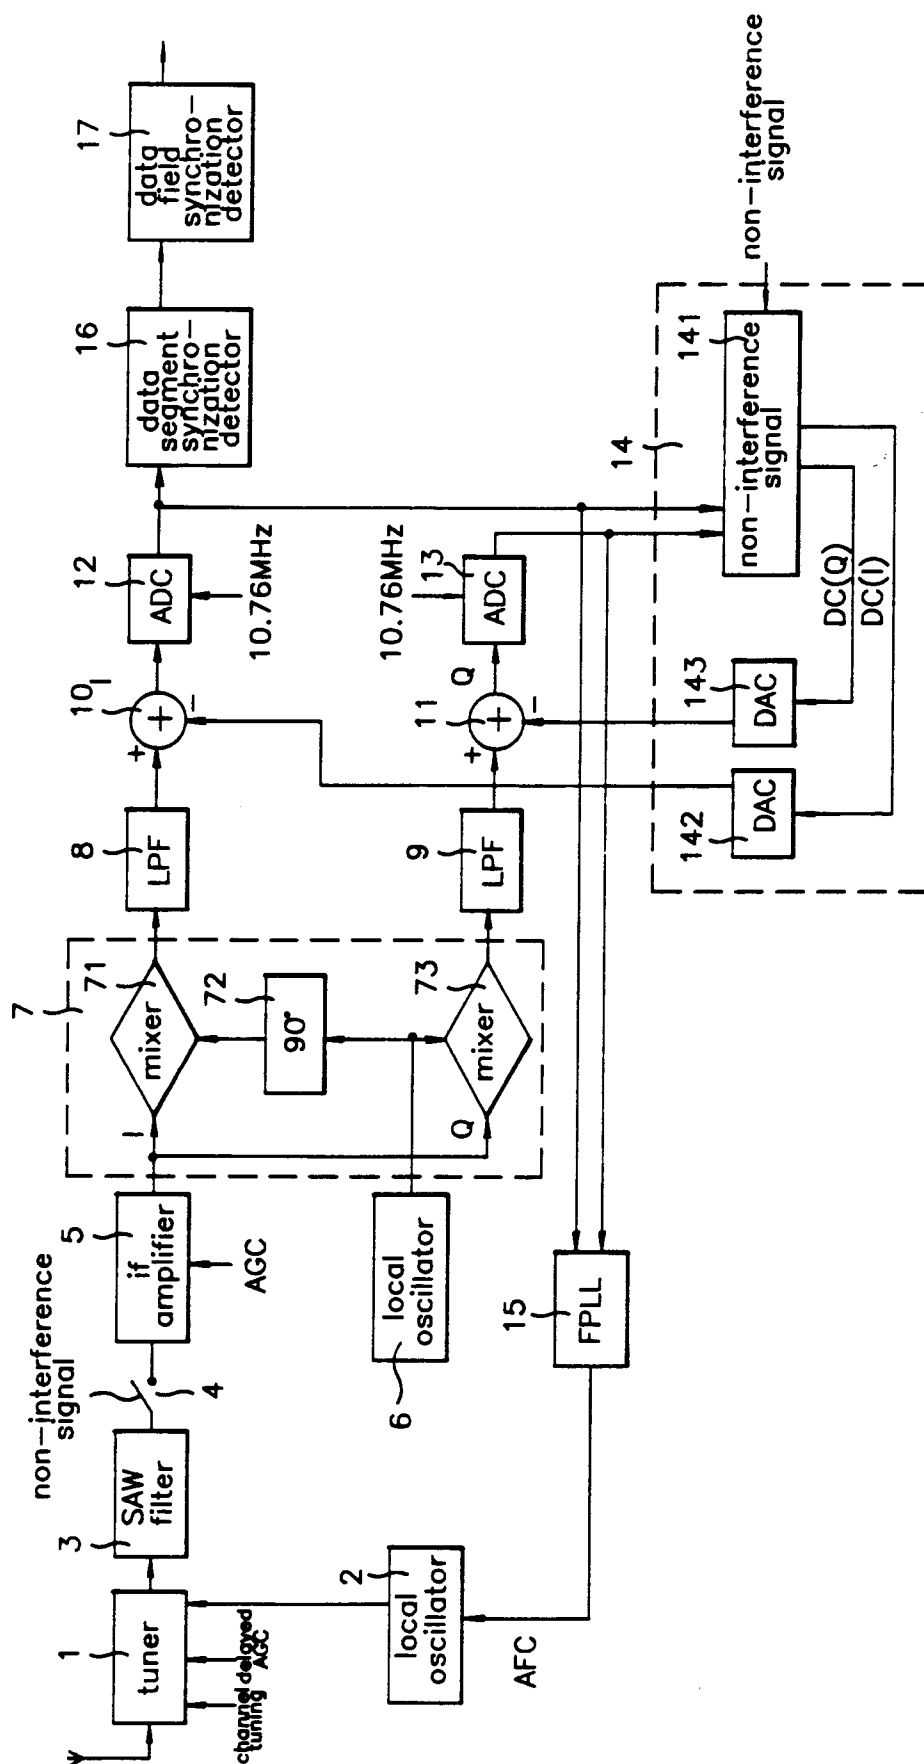 1
tuner
channel
tuning
delayed
AGC
3
SAW
filter
non-interference
signal
4
5
if
amplifier
AGC
2
local
oscillator
AFC
6
local
oscillator
7
I
Q
71
mixer
72
90°
73
mixer
8
LPF
9
LPF
10
I
+
+
-
11
Q
+
+
-
12
ADC
10.76MHz
10.76MHz
13
ADC
15
FPLL
16
data
segment
synchro-
nization
detector
17
data
field
synchro-
nization
detector
14
141
non-interference
signal
non-interference
signal
142
DAC
143
DAC
DC(Q)
DC(I)